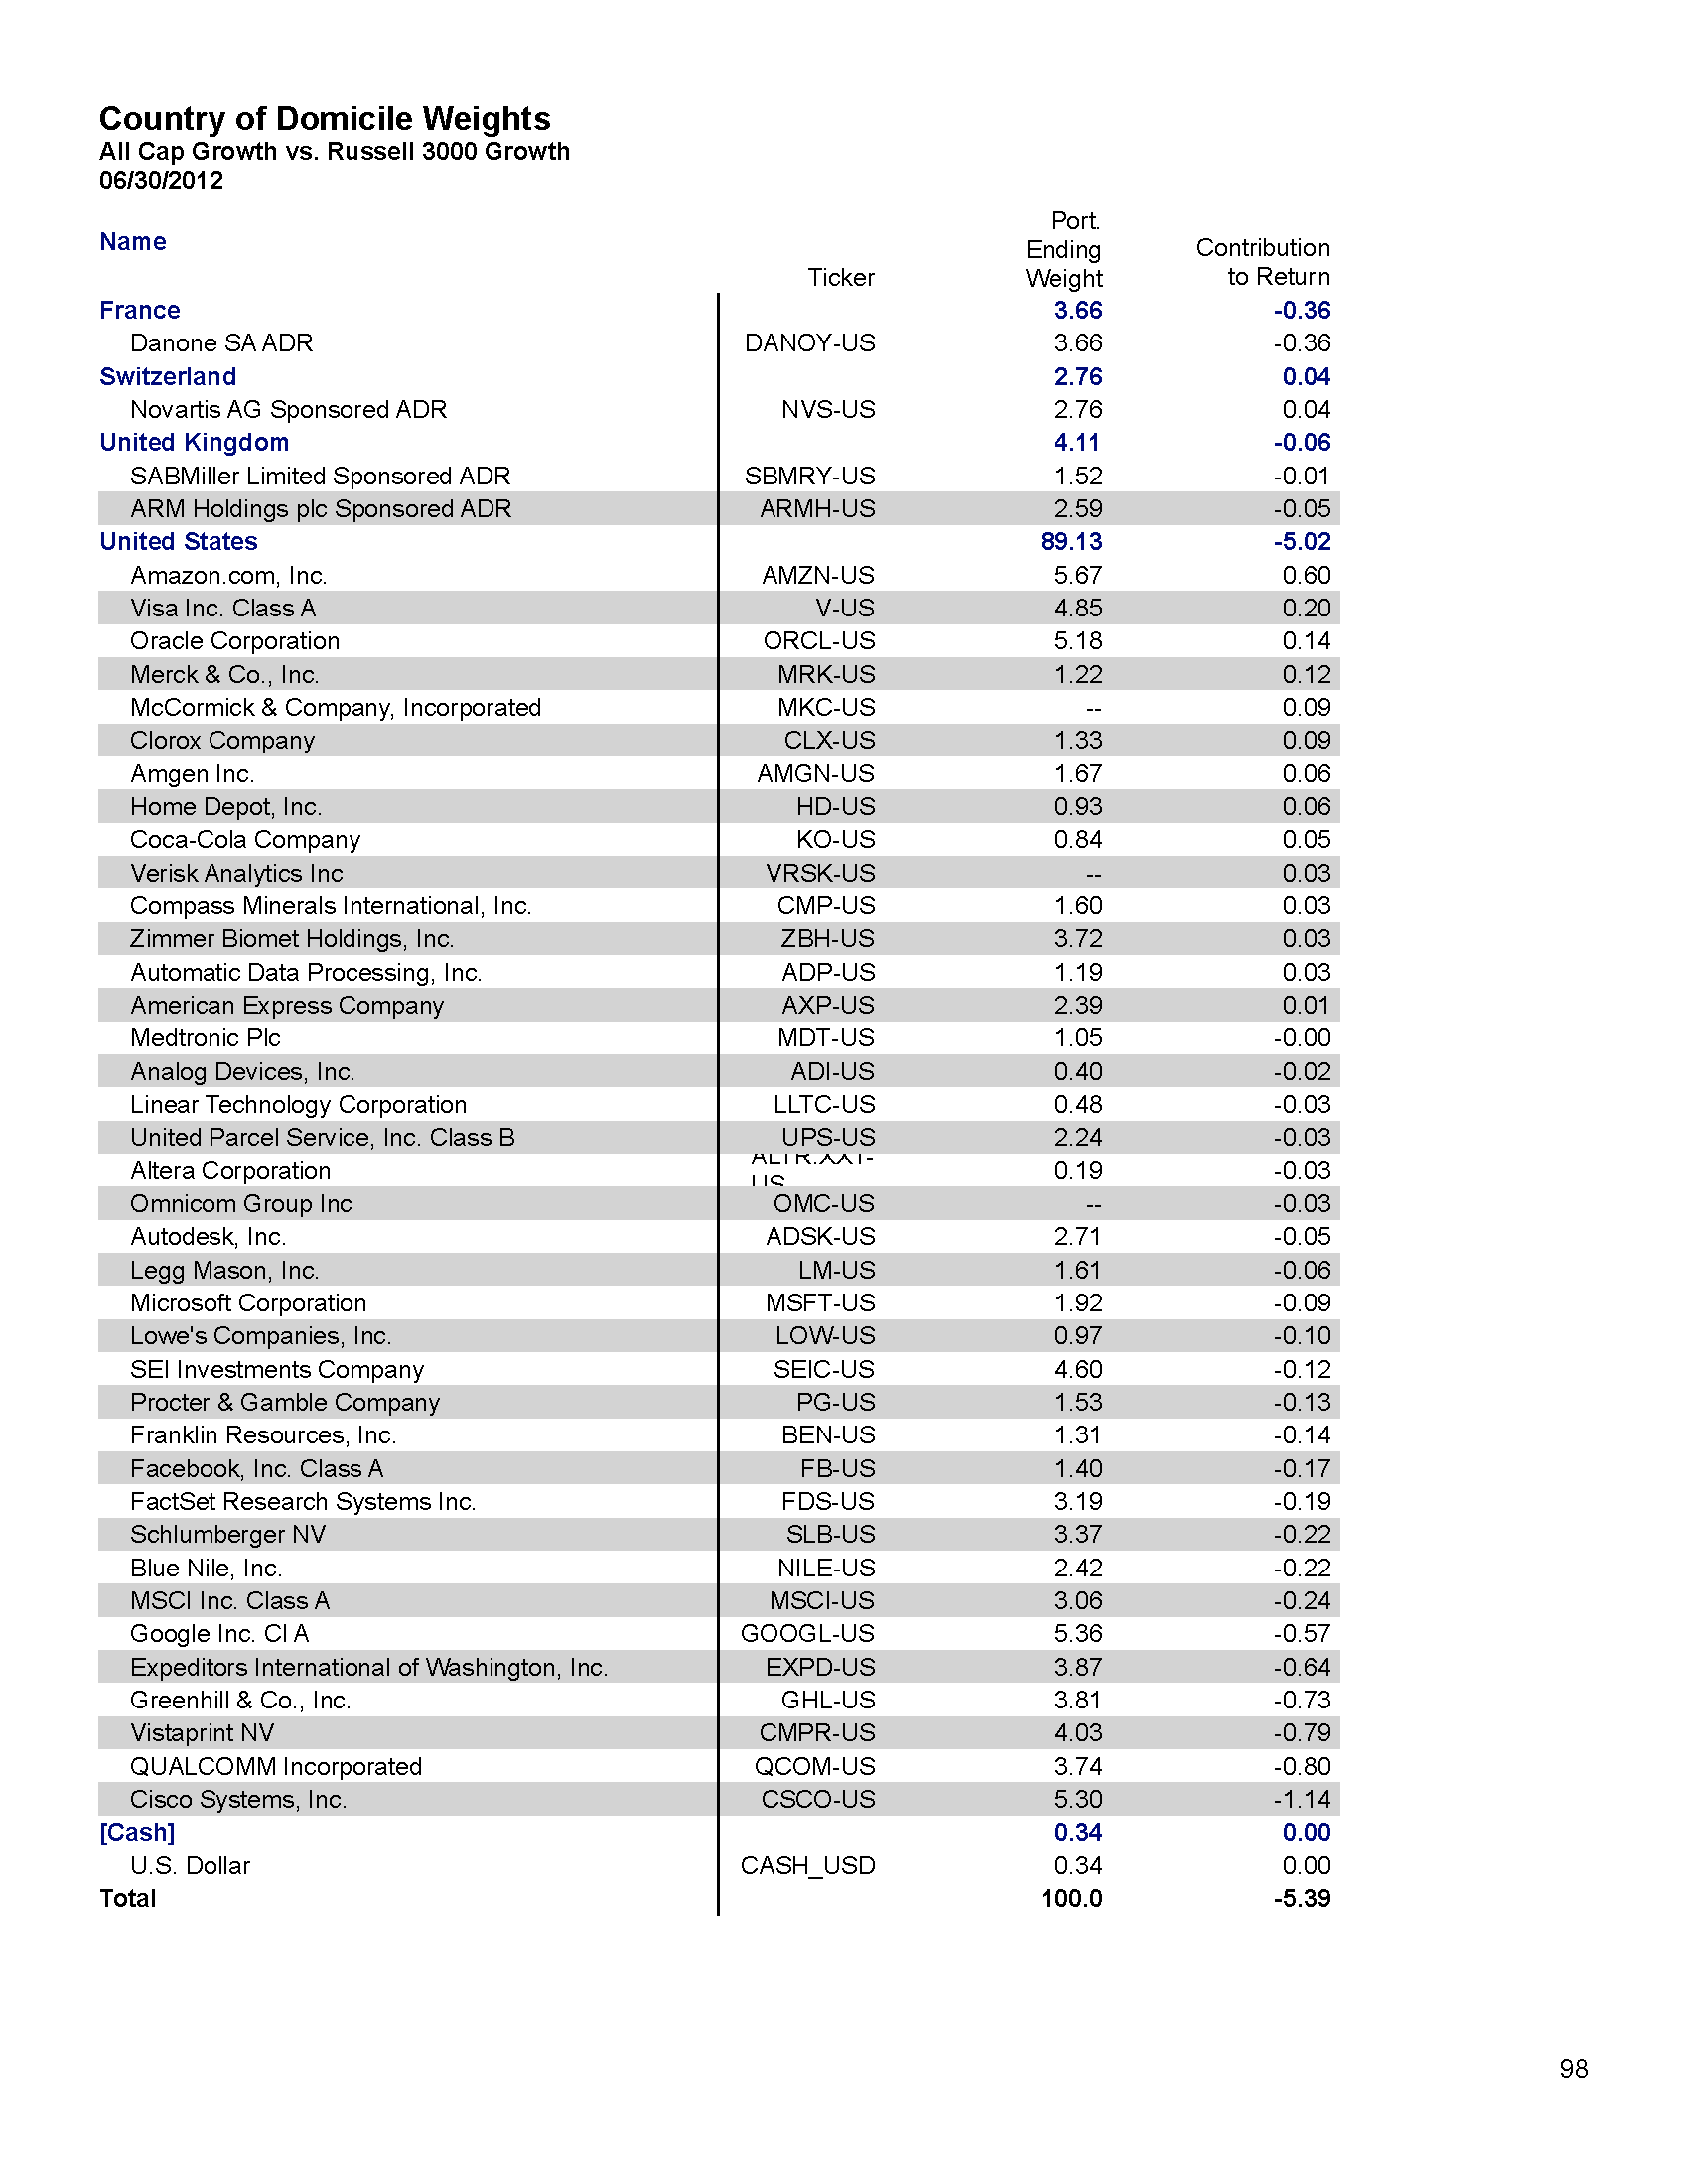 Country of Domicile Weights
All Cap Growth vs. Russell 3000 Growth
06/30/2012
Name Ticker Port. Ending Weight Contribution to Return
France 3.66 -0.36
Danone SA ADR DANOY-US 3.66 -0.36
Switzerland 2.76 0.04
Novartis AG Sponsored ADR NVS-US 2.76 0.04
United Kingdom 4.11 -0.06
SABMiller Limited Sponsored ADR SBMRY-US 1.52 -0.01
ARM Holdings plc Sponsored ADR ARMH-US 2.59 -0.05
United States 89.13 -5.02
Amazon.com, Inc. AMZN-US 5.67 0.60
Visa Inc. Class A V-US 4.85 0.20
Oracle Corporation ORCL-US 5.18 0.14
Merck & Co., Inc. MRK-US 1.22 0.12
McCormick & Company, Incorporated MKC-US -- 0.09
Clorox Company CLX-US 1.33 0.09
Amgen Inc. AMGN-US 1.67 0.06
Home Depot, Inc. HD-US 0.93 0.06
Coca-Cola Company KO-US 0.84 0.05
Verisk Analytics Inc VRSK-US -- 0.03
Compass Minerals International, Inc. CMP-US 1.60 0.03
Zimmer Biomet Holdings, Inc. ZBH-US 3.72 0.03
Automatic Data Processing, Inc. ADP-US 1.19 0.03
American Express Company AXP-US 2.39 0.01
Medtronic Plc MDT-US 1.05 -0.00
Analog Devices, Inc. ADI-US 0.40 -0.02
Linear Technology Corporation LLTC-US 0.48 -0.03
United Parcel Service, Inc. Class B UPS-US 2.24 -0.03
Altera Corporation 0.19 -0.03
Omnicom Group Inc OMC-US -- -0.03
Autodesk, Inc. ADSK-US 2.71 -0.05
Legg Mason, Inc. LM-US 1.61 -0.06
Microsoft Corporation MSFT-US 1.92 -0.09
Lowe's Companies, Inc. LOW-US 0.97 -0.10
SEI Investments Company SEIC-US 4.60 -0.12
Procter & Gamble Company PG-US 1.53 -0.13
Franklin Resources, Inc. BEN-US 1.31 -0.14
Facebook, Inc. Class A FB-US 1.40 -0.17
FactSet Research Systems Inc. FDS-US 3.19 -0.19
Schlumberger NV SLB-US 3.37 -0.22
Blue Nile, Inc. NILE-US 2.42 -0.22
MSCI Inc. Class A MSCI-US 3.06 -0.24
Google Inc. Cl A GOOGL-US 5.36 -0.57
Expeditors International of Washington, Inc. EXPD-US 3.87 -0.64
Greenhill & Co., Inc. GHL-US 3.81 -0.73
Vistaprint NV CMPR-US 4.03 -0.79
QUALCOMM Incorporated QCOM-US 3.74 -0.80
Cisco Systems, Inc. CSCO-US 5.30 -1.14
[Cash] 0.34 0.00
U.S. Dollar CASH_USD 0.34 0.00
Total 100.0 -5.39
98